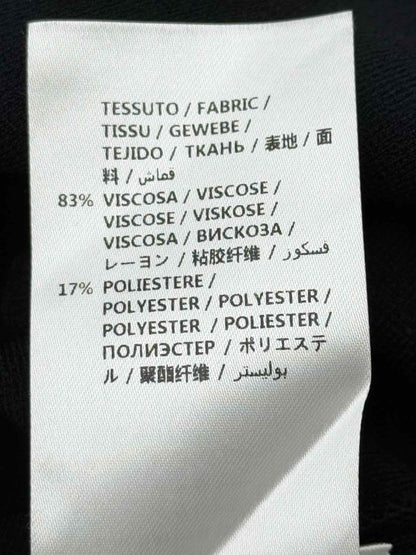 TESSUTO / FABRIC /
TISSU / GEWEBE /
TEJIDO / ТКАНЬ / 表地 / 面
料 / قماش
83% VISCOSA / VISCOSE /
VISCOSE / VISKOSE /
VISCOSA / ВИСКОЗА /
レーヨン / 粘胶纤维 / فسكور
17% POLIESTERE /
POLYESTER / POLYESTER /
POLYESTER / POLIESTER /
ПОЛИЭСТЕР / ポリエステ
ル / 聚酯纤维 / بوليستر